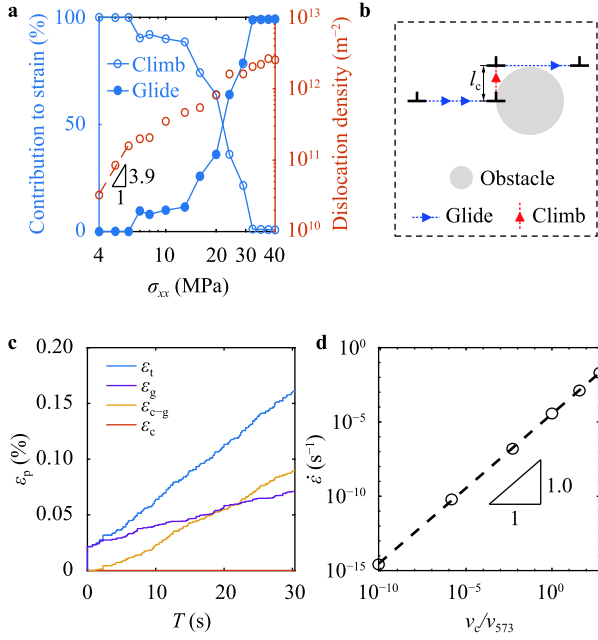 a
Contribution to strain (%)
100
50
0
Climb
Glide
3.9
1
4
10
20
30
40
σxx (MPa)
10^13
10^12
10^11
10^10
Dislocation density (m^−2)
b
lc
Obstacle
Glide
Climb
c
εp (%)
0.20
0.15
0.10
0.05
0
εt
εg
εc−g
εc
0
10
20
30
T (s)
d
ε̇ (s^−1)
10^0
10^−5
10^−10
10^−15
1.0
1
10^−10
10^−5
10^0
vc/v573